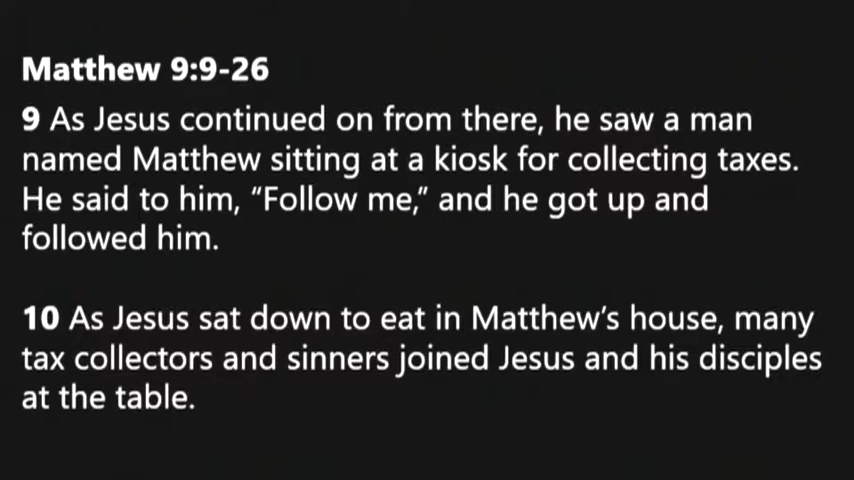 Matthew 9:9-26
9 As Jesus continued on from there, he saw a man
named Matthew sitting at a kiosk for collecting taxes.
He said to him, “Follow me,” and he got up and
followed him.
10 As Jesus sat down to eat in Matthew’s house, many
tax collectors and sinners joined Jesus and his disciples
at the table.